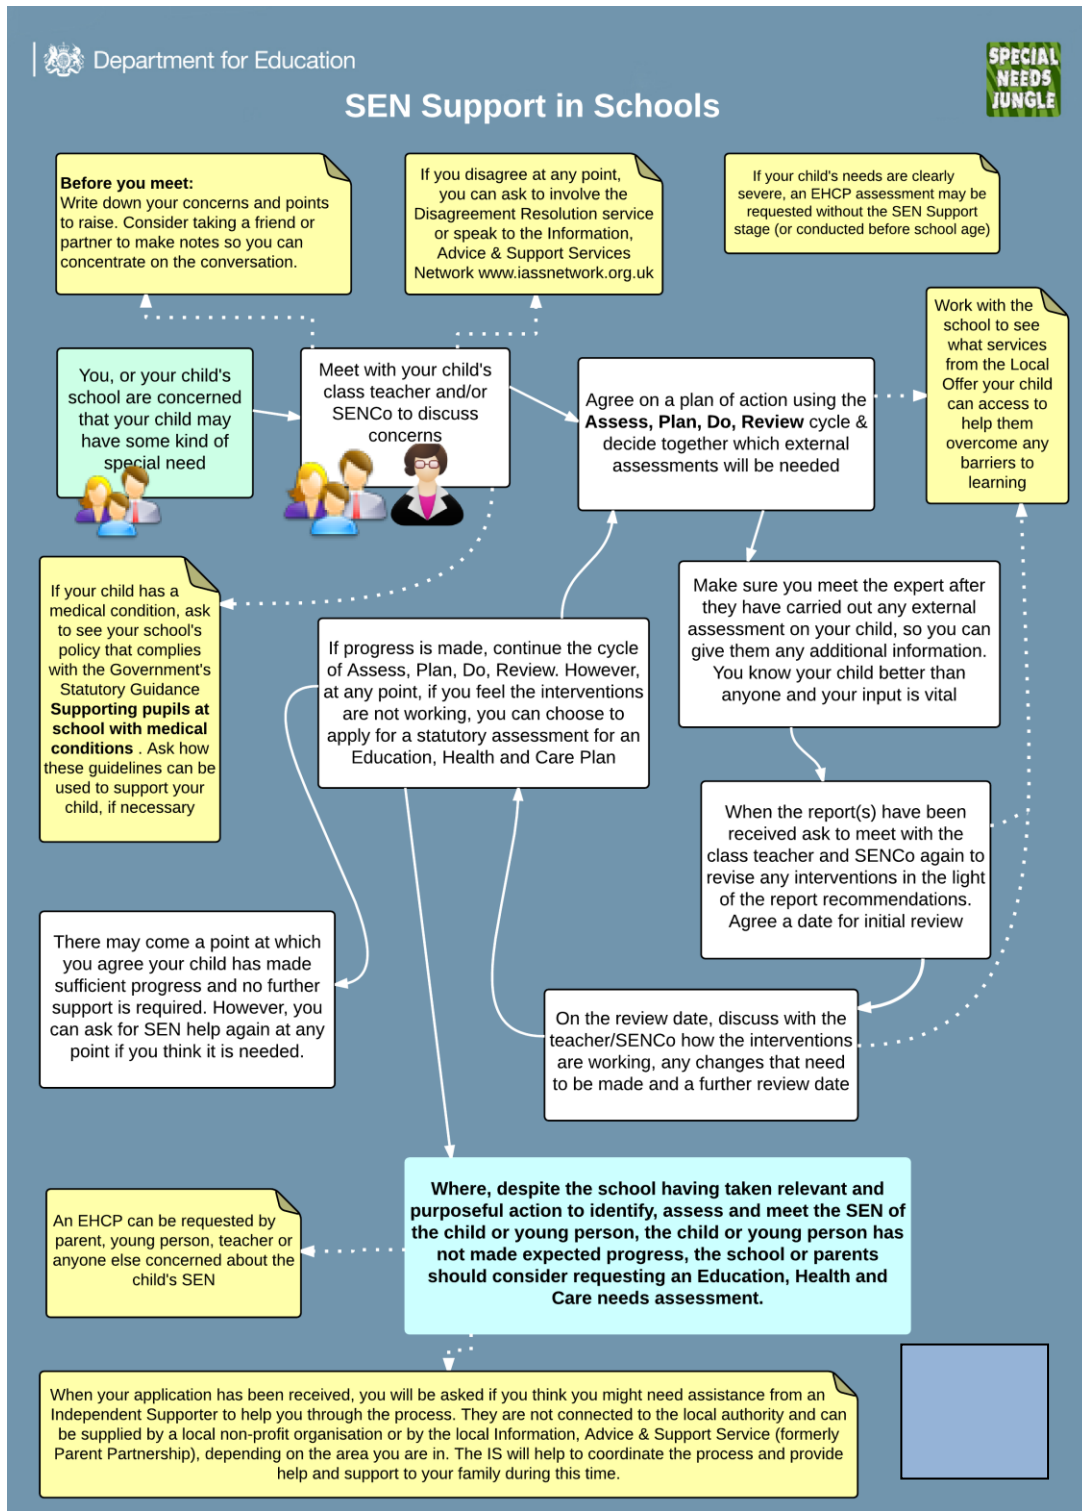 Department for Education
SPECIAL
NEEDS
JUNGLE
SEN Support in Schools
Before you meet:
Write down your concerns and points
to raise. Consider taking a friend or
partner to make notes so you can
concentrate on the conversation.
If you disagree at any point,
you can ask to involve the
Disagreement Resolution service
or speak to the Information,
Advice & Support Services
Network www.iassnetwork.org.uk
If your child's needs are clearly
severe, an EHCP assessment may be
requested without the SEN Support
stage (or conducted before school age)
You, or your child's
school are concerned
that your child may
have some kind of
special need
Meet with your child's
class teacher and/or
SENCo to discuss
concerns
Agree on a plan of action using the
Assess, Plan, Do, Review cycle &
decide together which external
assessments will be needed
Work with the
school to see
what services
from the Local
Offer your child
can access to
help them
overcome any
barriers to
learning
If your child has a
medical condition, ask
to see your school's
policy that complies
with the Government's
Statutory Guidance
Supporting pupils at
school with medical
conditions . Ask how
these guidelines can be
used to support your
child, if necessary
If progress is made, continue the cycle
of Assess, Plan, Do, Review. However,
at any point, if you feel the interventions
are not working, you can choose to
apply for a statutory assessment for an
Education, Health and Care Plan
Make sure you meet the expert after
they have carried out any external
assessment on your child, so you can
give them any additional information.
You know your child better than
anyone and your input is vital
When the report(s) have been
received ask to meet with the
class teacher and SENCo again to
revise any interventions in the light
of the report recommendations.
Agree a date for initial review
There may come a point at which
you agree your child has made
sufficient progress and no further
support is required. However, you
can ask for SEN help again at any
point if you think it is needed.
On the review date, discuss with the
teacher/SENCo how the interventions
are working, any changes that need
to be made and a further review date
Where, despite the school having taken relevant and
purposeful action to identify, assess and meet the SEN of
the child or young person, the child or young person has
not made expected progress, the school or parents
should consider requesting an Education, Health and
Care needs assessment.
An EHCP can be requested by
parent, young person, teacher or
anyone else concerned about the
child's SEN
When your application has been received, you will be asked if you think you might need assistance from an
Independent Supporter to help you through the process. They are not connected to the local authority and can
be supplied by a local non-profit organisation or by the local Information, Advice & Support Service (formerly
Parent Partnership), depending on the area you are in. The IS will help to coordinate the process and provide
help and support to your family during this time.